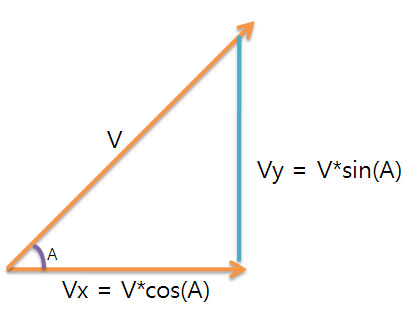 V
Vy = V*sin(A)
A
Vx = V*cos(A)